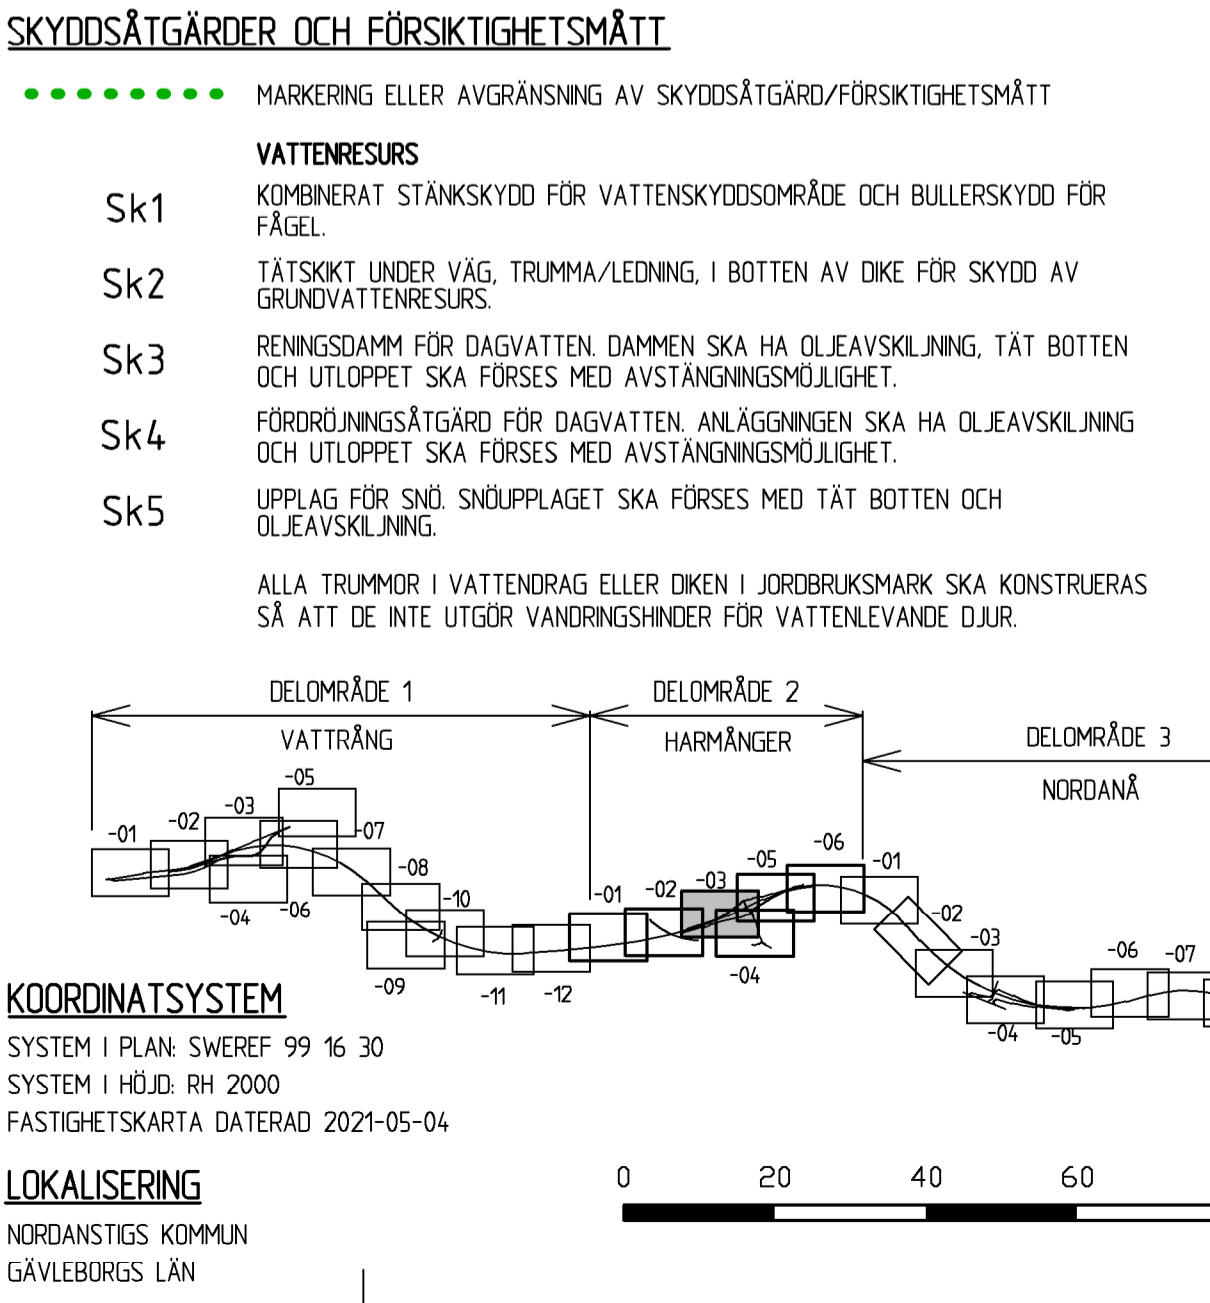 SKYDDSÅTGÄRDER OCH FÖRSIKTIGHETSMÅTT
MARKERING ELLER AVGRÄNSNING AV SKYDDSÅTGÄRD/FÖRSIKTIGHETSMÅTT
VATTENRESURS
Sk1
KOMBINERAT STÄNKSKYDD FÖR VATTENSKYDDSOMRÅDE OCH BULLERSKYDD FÖR
FÅGEL.
Sk2
TÄTSKIKT UNDER VÄG, TRUMMA/LEDNING, I BOTTEN AV DIKE FÖR SKYDD AV
GRUNDVATTENRESURS.
Sk3
RENINGSDAMM FÖR DAGVATTEN. DAMMEN SKA HA OLJEAVSKILJNING, TÄT BOTTEN
OCH UTLOPPET SKA FÖRSES MED AVSTÄNGNINGSMÖJLIGHET.
Sk4
FÖRDRÖJNINGSÅTGÄRD FÖR DAGVATTEN. ANLÄGGNINGEN SKA HA OLJEAVSKILJNING
OCH UTLOPPET SKA FÖRSES MED AVSTÄNGNINGSMÖJLIGHET.
Sk5
UPPLAG FÖR SNÖ. SNÖUPPLAGET SKA FÖRSES MED TÄT BOTTEN OCH
OLJEAVSKILJNING.
ALLA TRUMMOR I VATTENDRAG ELLER DIKEN I JORDBRUKSMARK SKA KONSTRUERAS
SÅ ATT DE INTE UTGÖR VANDRINGSHINDER FÖR VATTENLEVANDE DJUR.
DELOMRÅDE 1
VATTRÅNG
-01
-02
-03
-04
-05
-06
-07
-08
-09
-10
-11
-12
DELOMRÅDE 2
HARMÅNGER
-01
-02
-03
-04
-05
-06
DELOMRÅDE 3
NORDANÅ
-01
-02
-03
-04
-05
-06
-07
KOORDINATSYSTEM
SYSTEM I PLAN: SWEREF 99 16 30
SYSTEM I HÖJD: RH 2000
FASTIGHETSKARTA DATERAD 2021-05-04
LOKALISERING
NORDANSTIGS KOMMUN
GÄVLEBORGS LÄN
0 20 40 60